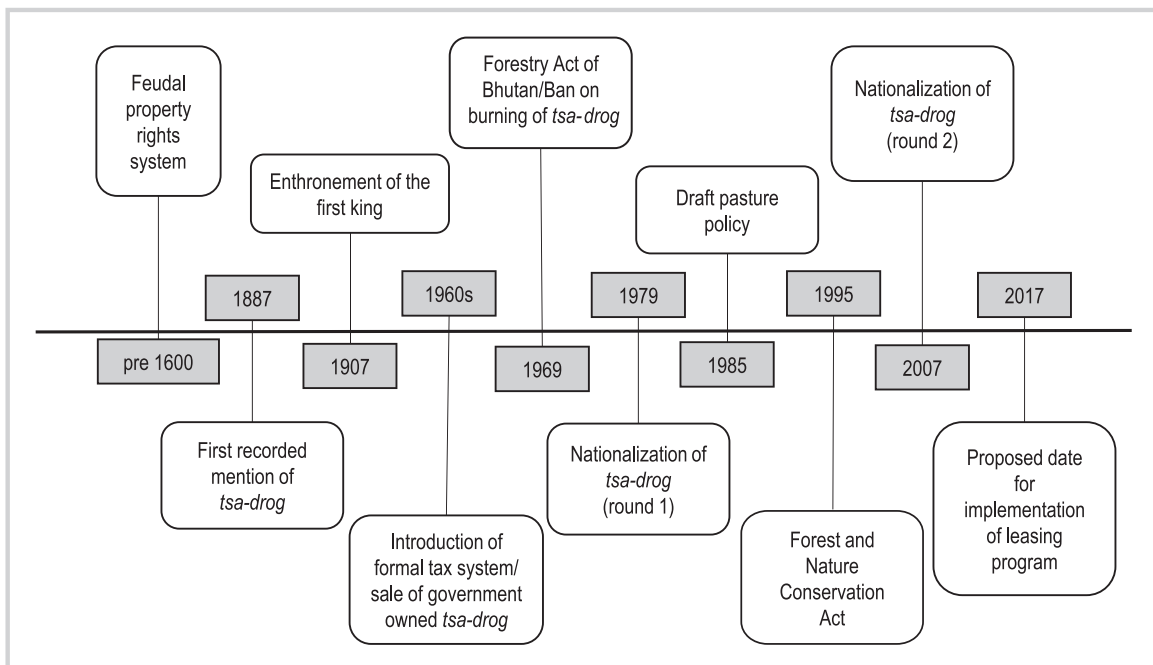 Feudal
property
rights
system
Enthronement of the
first king
Forestry Act of
Bhutan/Ban on
burning of tsa-drog
Draft pasture
policy
Nationalization of
tsa-drog
(round 2)
1887
1960s
1979
1995
2017
pre 1600
1907
1969
1985
2007
First recorded
mention of
tsa-drog
Introduction of
formal tax system/
sale of government
owned tsa-drog
Nationalization of
tsa-drog
(round 1)
Forest and
Nature
Conservation
Act
Proposed date
for
implementation
of leasing
program